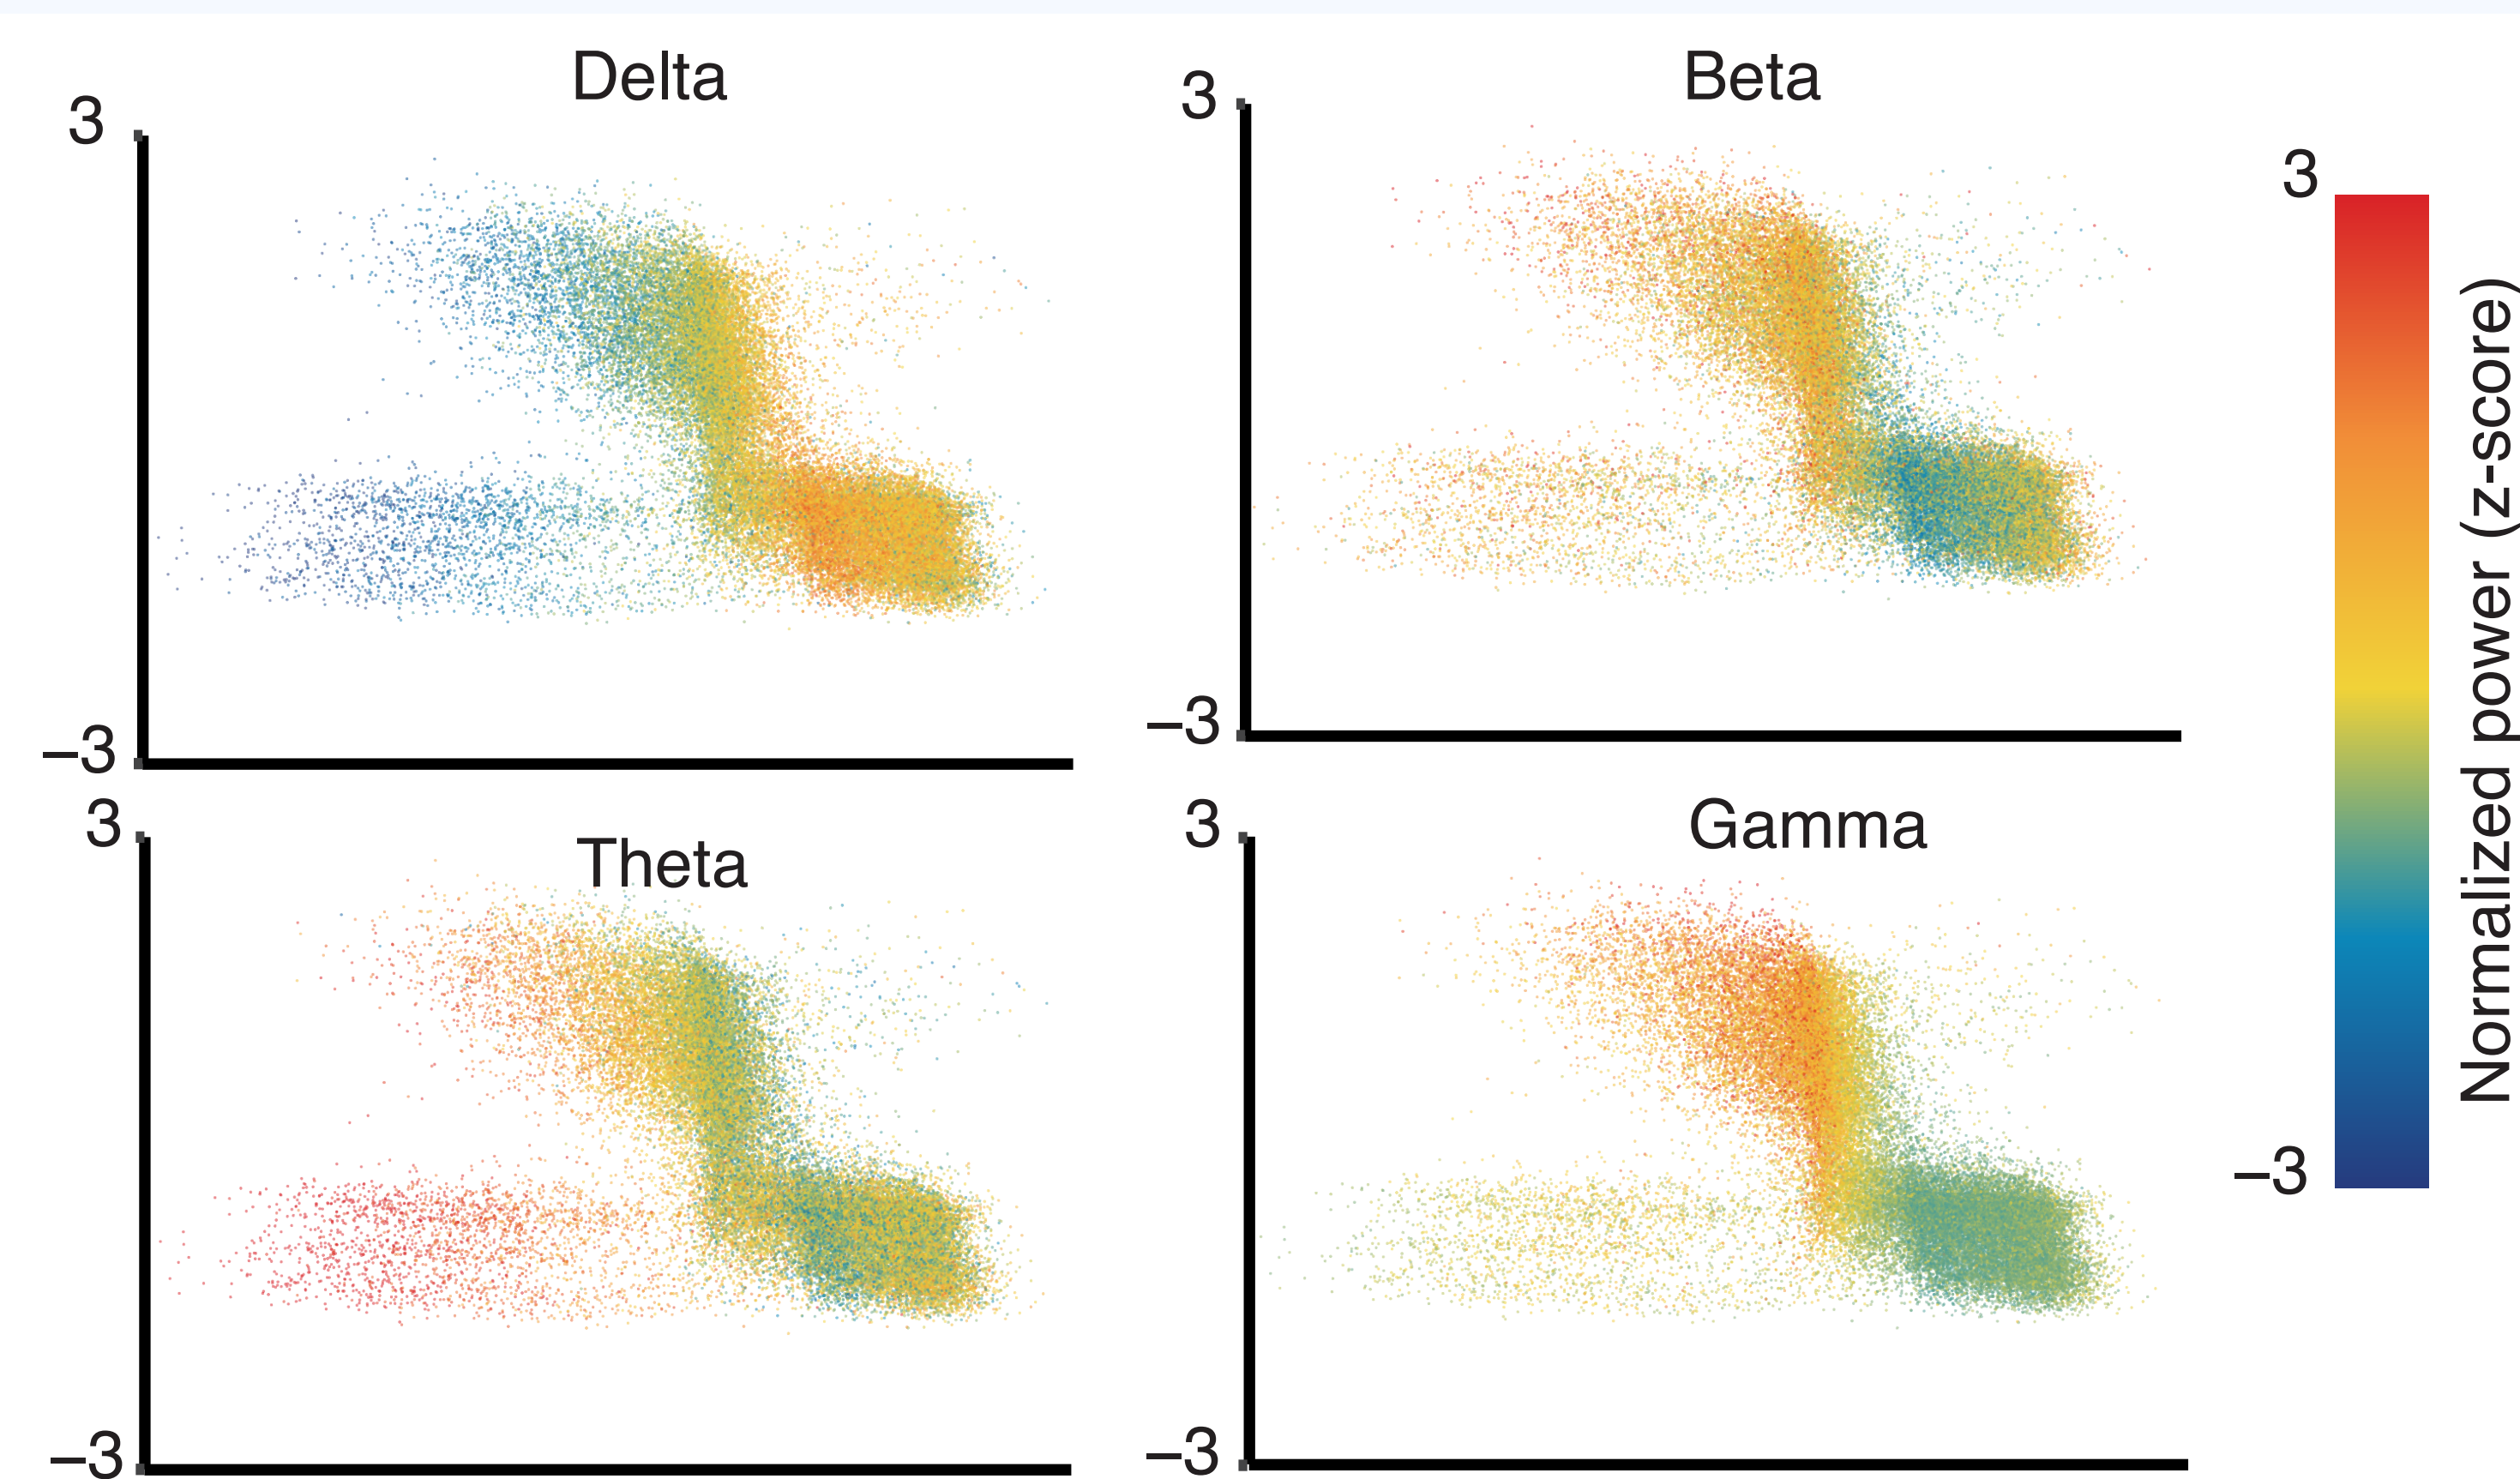 Delta
3
–3
Beta
3
–3
Theta
3
–3
Gamma
3
–3
3
Normalized power (z-score)
–3